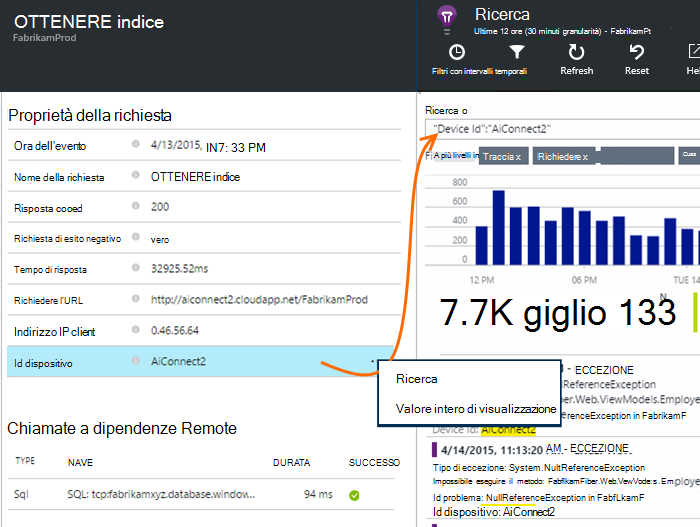 OTTENERE indice
FabrikamProd
Proprietà della richiesta
Ora dell'evento 4/13/2015, IN7: 33 PM
Nome della richiesta OTTENERE indice
Risposta cooed 200
Richiesta di esito negativo vero
Tempo di risposta 32925.52ms
Richiedere l'URL http://aiconnect2.cloudapp.net/FabrikamProd
Indirizzo IP client 0.46.56.64
Id dispositivo AiConnect2
Chiamate a dipendenze Remote
TYPE NAVE DURATA SUCCESSO
Sql SQL: tcp:fabrikamxyz.database.window... 94 ms
Ricerca
Valore intero di visualizzazione
Ricerca
Ultime 12 ore (30 minuti granularità) - FabrikamPt
Filtri con intervalli temporali Refresh Reset Hel
Ricerca o
"Device Id":"AiConnect2"
A più livelli in Traccia x Richiedere x
800
600
400
200
0
12 PM 06 PM TUE 14
N
7.7K giglio 133
- ECCEZIONE
NullReferenceException
ber.Web.ViewModels.Employe
eferenceException in FabrikamF
Device Id: AiConnect2
4/14/2015, 11:13:20 AM - ECCEZIONE
Tipo di eccezione: System.NultReferenceException
Impossibile eseguire il metodo: FabflkamFiber.Web.VewVode:s. Employe
Id problema: NullReferenceException in FabfLkamF
Id dispositivo: AiConnect2